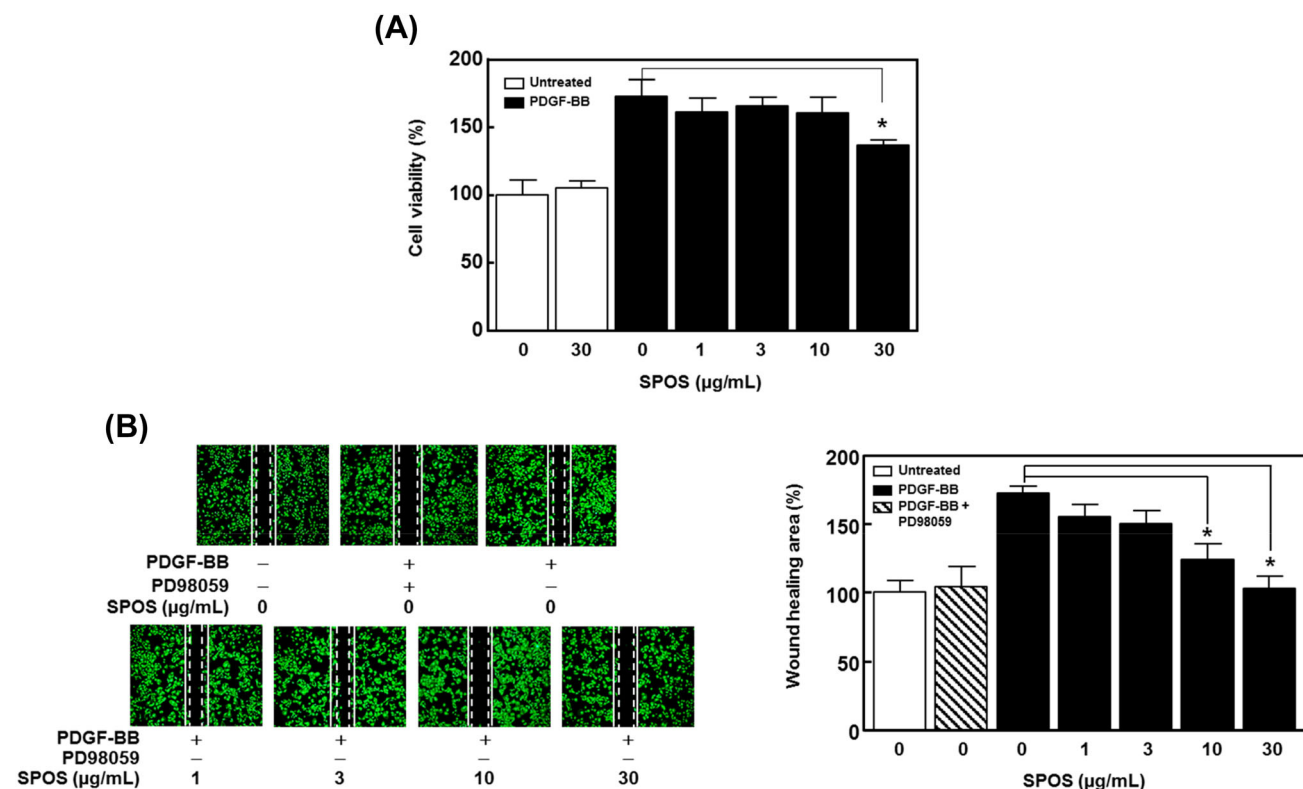 (A)
200
150
100
50
0
Cell viability (%)
Untreated
PDGF-BB
*
0 30 0 1 3 10 30
SPOS (µg/mL)
(B)
PDGF-BB − + +
PD98059 − + −
SPOS (µg/mL) 0 0 0
PDGF-BB + + + +
PD98059 − − − −
SPOS (µg/mL) 1 3 10 30
200
150
100
50
0
Wound healing area (%)
Untreated
PDGF-BB
PDGF-BB +
PD98059
* *
0 0 0 1 3 10 30
SPOS (µg/mL)